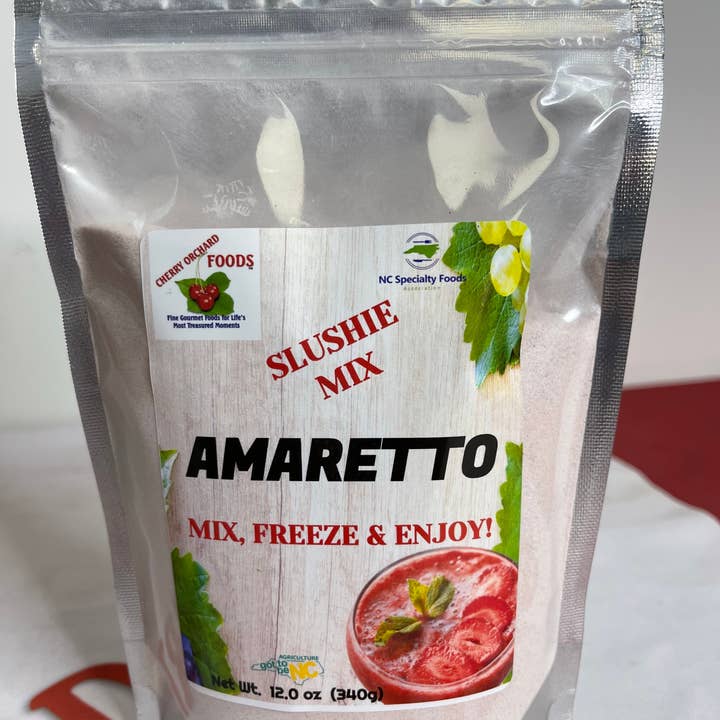 CHERRY ORCHARD FOODS™
Fine Gourmet Foods for Life's
Most Treasured Moments
NC Specialty Foods
Association
SLUSHIE
MIX
AMARETTO
MIX, FREEZE & ENJOY!
AGRICULTURE
got to
be NC
Net Wt. 12.0 oz (340g)